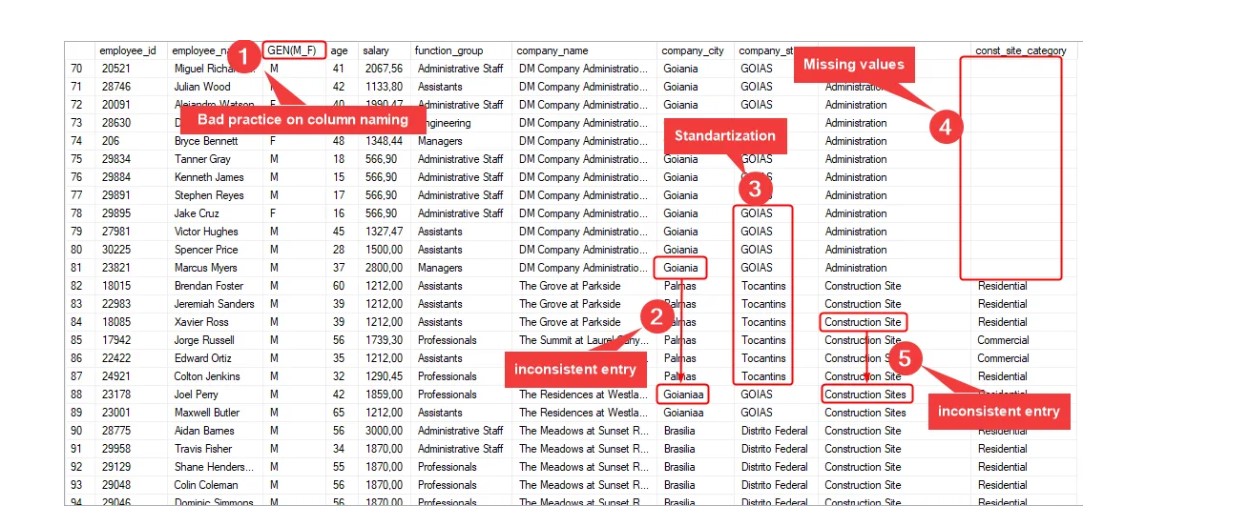 employee_id employee_n GEN(M_F) age salary function_group company_name company_city company_st const_site_category
1
70 20521 Miguel Richa M 41 2067,56 Administrative Staff DM Company Administratio... Goiania GOIAS
Missing values
71 28746 Julian Wood 42 1133,80 Assistants DM Company Administratio... Goiania GOIAS Administration
72 20091 Alejandro Watson F 40 1990,47 Administrative Staff DM Company Administratio... Goiania GOIAS Administration
Bad practice on column naming
73 28630 D ngineering DM Company Administratio... Administration
4
74 206 Bryce Bennett F 48 1348,44 Managers DM Company Administratio... Administration
Standartization
75 29834 Tanner Gray M 18 566,90 Administrative Staff DM Company Administratio... Goiania GOIAS Administration
76 29884 Kenneth James M 15 566,90 Administrative Staff DM Company Administratio... Goiania Administration
77 29891 Stephen Reyes M 17 566,90 Administrative Staff DM Company Administratio... Goiania Administration
3
78 29895 Jake Cruz F 16 566,90 Administrative Staff DM Company Administratio... Goiania GOIAS Administration
79 27981 Victor Hughes M 45 1327,47 Assistants DM Company Administratio... Goiania GOIAS Administration
80 30225 Spencer Price M 28 1500,00 Assistants DM Company Administratio... Goiania GOIAS Administration
81 23821 Marcus Myers M 37 2800,00 Managers DM Company Administratio... Goiania GOIAS Administration
82 18015 Brendan Foster M 60 1212,00 Assistants The Grove at Parkside Palmas Tocantins Construction Site Residential
83 22983 Jeremiah Sanders M 39 1212,00 Assistants The Grove at Parkside Palmas Tocantins Construction Site Residential
84 18085 Xavier Ross M 39 1212,00 Assistants The Grove at Parkside Palmas Tocantins Construction Site Residential
2
85 17942 Jorge Russell M 56 1739,30 Professionals The Summit at Laurel Cany... Palmas Tocantins Construction Site Commercial
86 22422 Edward Ortiz M 35 1212,00 Assistants Palmas Tocantins Construction S Commercial
5
inconsistent entry
87 24921 Colton Jenkins M 32 1290,45 Professionals Palmas Tocantins Construction Site Residential
88 23178 Joel Perry M 42 1859,00 Professionals The Residences at Westla... Goianiaa GOIAS Construction Sites Residential
89 23001 Maxwell Butler M 65 1212,00 Assistants The Residences at Westla... Goianiaa GOIAS Construction Sites
inconsistent entry
90 28775 Aidan Barnes M 56 3000,00 Administrative Staff The Meadows at Sunset R... Brasilia Distrito Federal Construction Site Residential
91 29958 Travis Fisher M 34 1870,00 Administrative Staff The Meadows at Sunset R... Brasilia Distrito Federal Construction Site Residential
92 29129 Shane Henders... M 55 1870,00 Professionals The Meadows at Sunset R... Brasilia Distrito Federal Construction Site Residential
93 29048 Colin Coleman M 56 1870,00 Professionals The Meadows at Sunset R... Brasilia Distrito Federal Construction Site Residential
94 29046 Dominic Simmons M 56 1870,00 Professionals The Meadows at Sunset R... Brasilia Distrito Federal Construction Site Residential